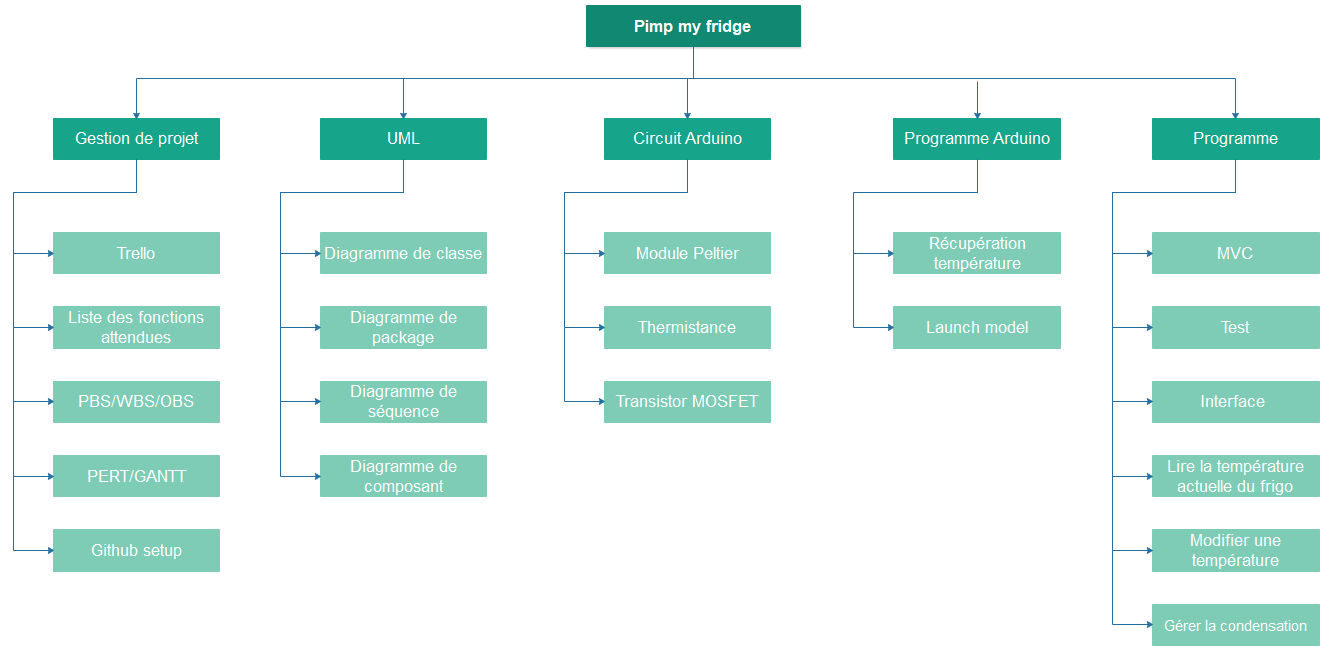 Pimp my fridge
Gestion de projet
Trello
Liste des fonctions
attendues
PBS/WBS/OBS
PERT/GANTT
Github setup
UML
Diagramme de classe
Diagramme de
package
Diagramme de
séquence
Diagramme de
composant
Circuit Arduino
Module Peltier
Thermistance
Transistor MOSFET
Programme Arduino
Récupération
température
Launch model
Programme
MVC
Test
Interface
Lire la température
actuelle du frigo
Modifier une
température
Gérer la condensation